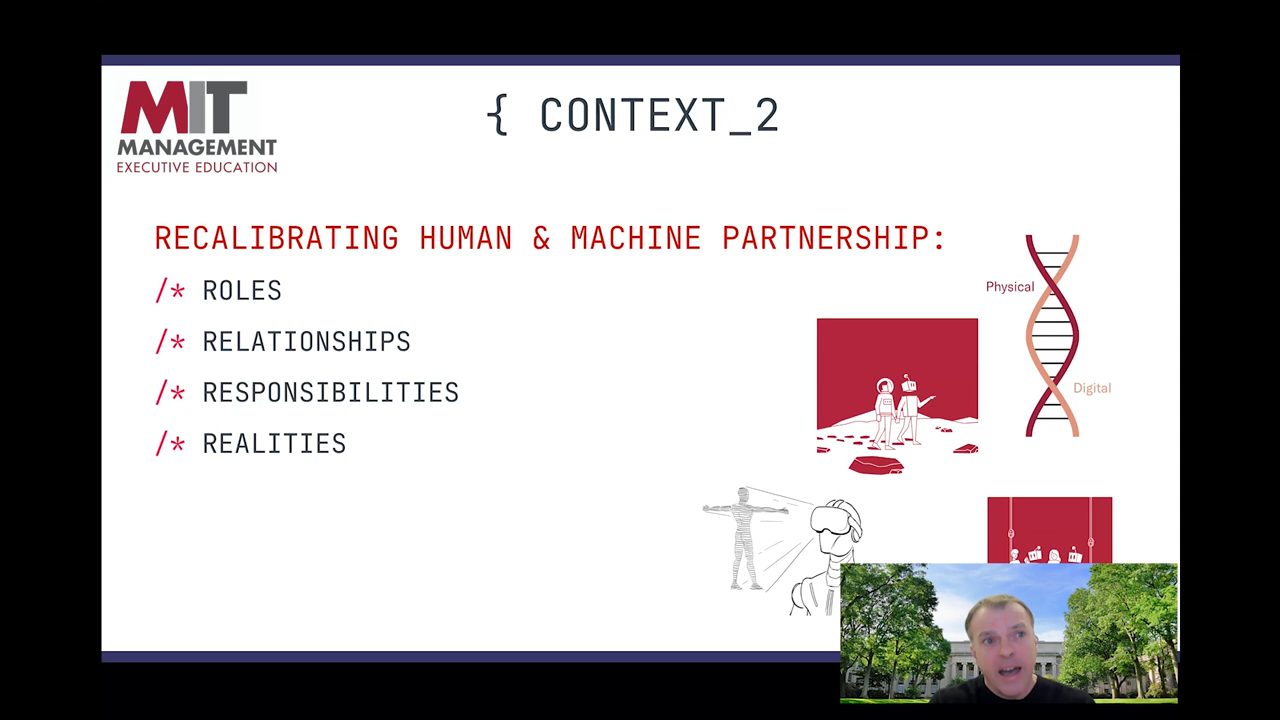 MIT
MANAGEMENT
EXECUTIVE EDUCATION
{ CONTEXT_2
RECALIBRATING HUMAN & MACHINE PARTNERSHIP:
/* ROLES
/* RELATIONSHIPS
/* RESPONSIBILITIES
/* REALITIES
Physical
Digital